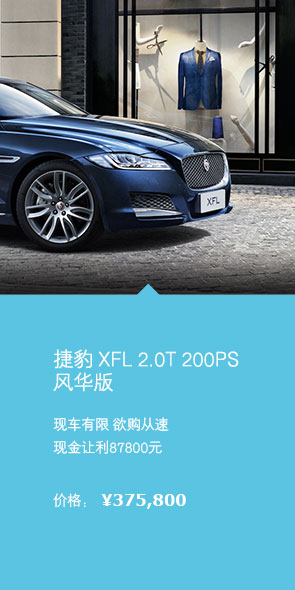 XFL
捷豹 XFL 2.0T 200PS
风华版
现车有限 欲购从速
现金让利87800元
价格： ¥375,800